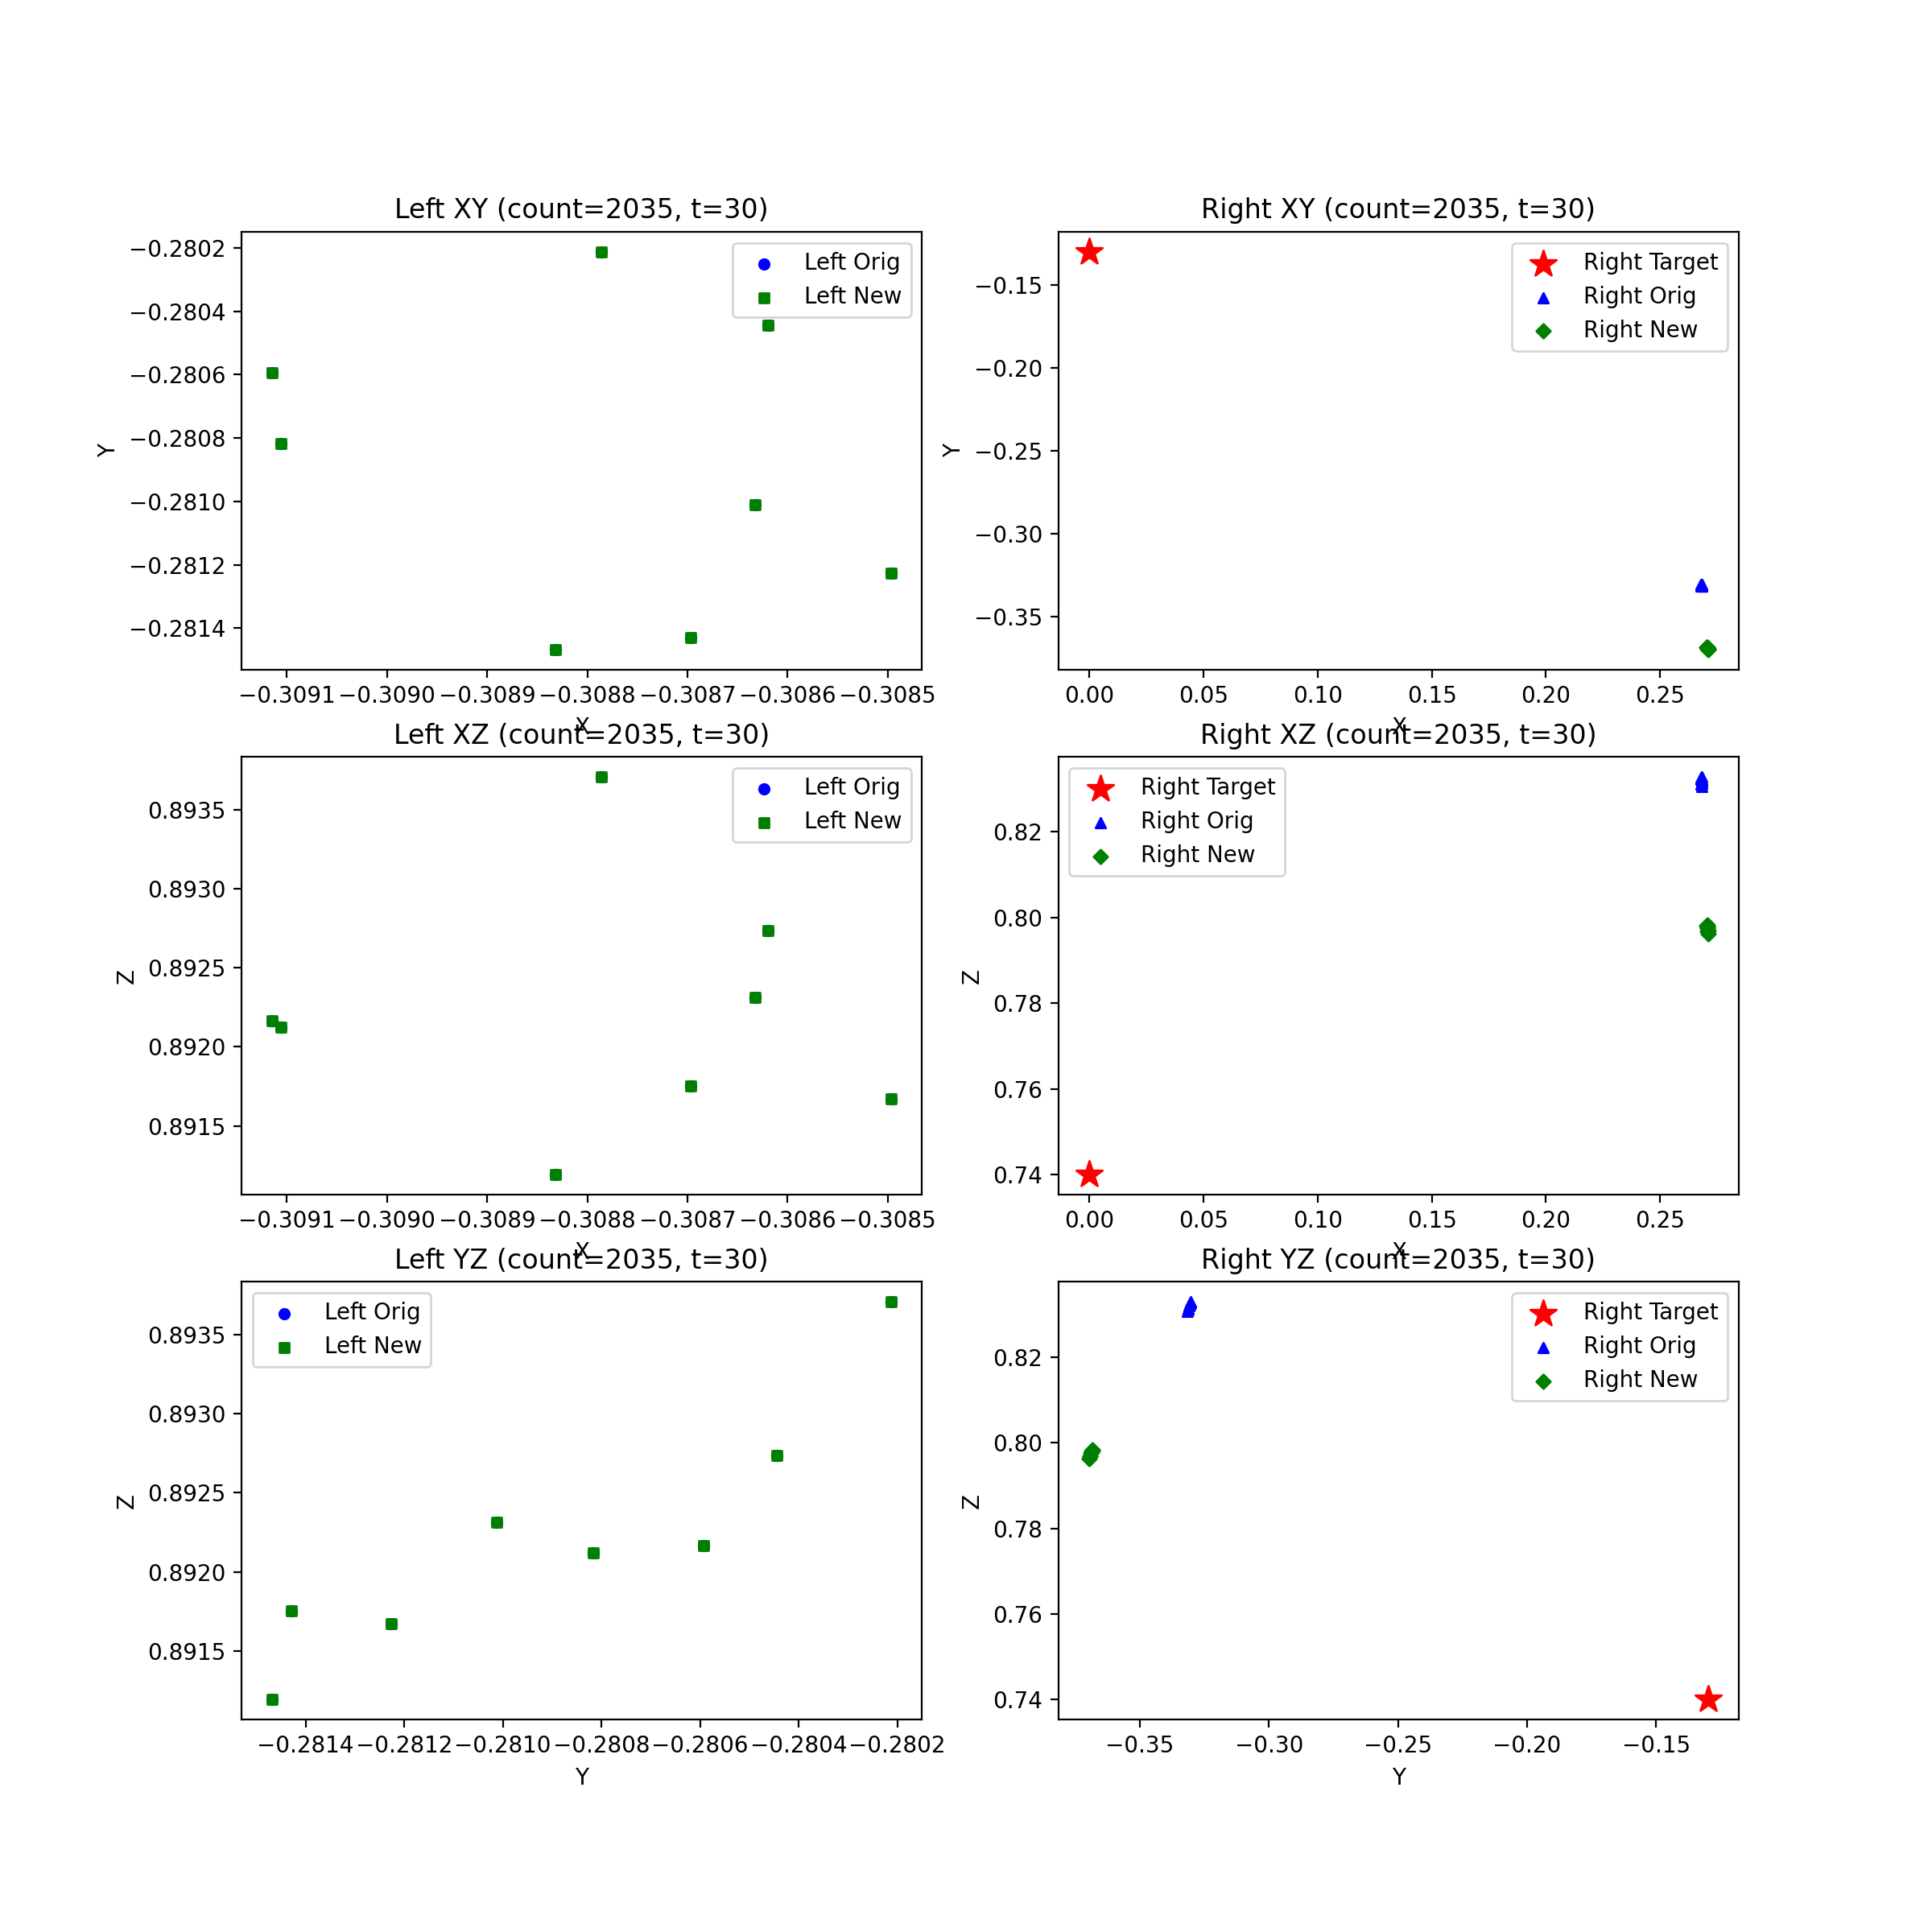 Left XY (count=2035, t=30)
Right XY (count=2035, t=30)
−0.2802
−0.2804
−0.2806
−0.2808
−0.2810
−0.2812
−0.2814
Y
Left Orig
Left New
−0.3091
−0.3090
−0.3089
−0.3088
−0.3087
−0.3086
−0.3085
X
−0.15
−0.20
−0.25
−0.30
−0.35
Y
Right Target
Right Orig
Right New
0.00
0.05
0.10
0.15
0.20
0.25
X
Left XZ (count=2035, t=30)
Right XZ (count=2035, t=30)
0.8935
0.8930
0.8925
0.8920
0.8915
Z
Left Orig
Left New
−0.3091
−0.3090
−0.3089
−0.3088
−0.3087
−0.3086
−0.3085
X
0.82
0.80
0.78
0.76
0.74
Z
Right Target
Right Orig
Right New
0.00
0.05
0.10
0.15
0.20
0.25
X
Left YZ (count=2035, t=30)
Right YZ (count=2035, t=30)
0.8935
0.8930
0.8925
0.8920
0.8915
Z
Left Orig
Left New
−0.2814
−0.2812
−0.2810
−0.2808
−0.2806
−0.2804
−0.2802
Y
0.82
0.80
0.78
0.76
0.74
Z
Right Target
Right Orig
Right New
−0.35
−0.30
−0.25
−0.20
−0.15
Y